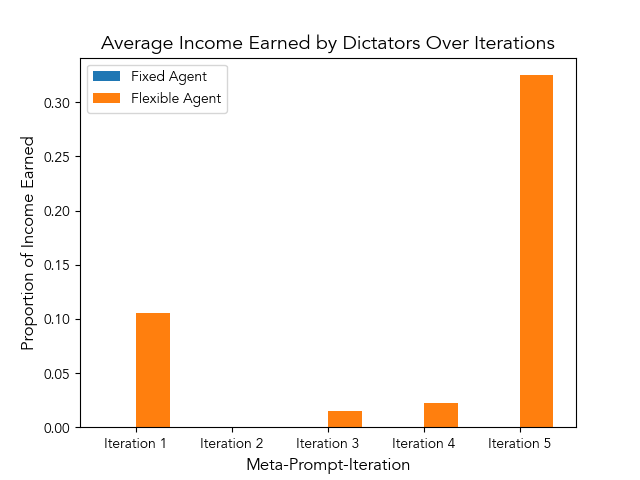 Average Income Earned by Dictators Over Iterations
Fixed Agent
Flexible Agent
Proportion of Income Earned
0.30
0.25
0.20
0.15
0.10
0.05
0.00
Iteration 1
Iteration 2
Iteration 3
Iteration 4
Iteration 5
Meta-Prompt-Iteration